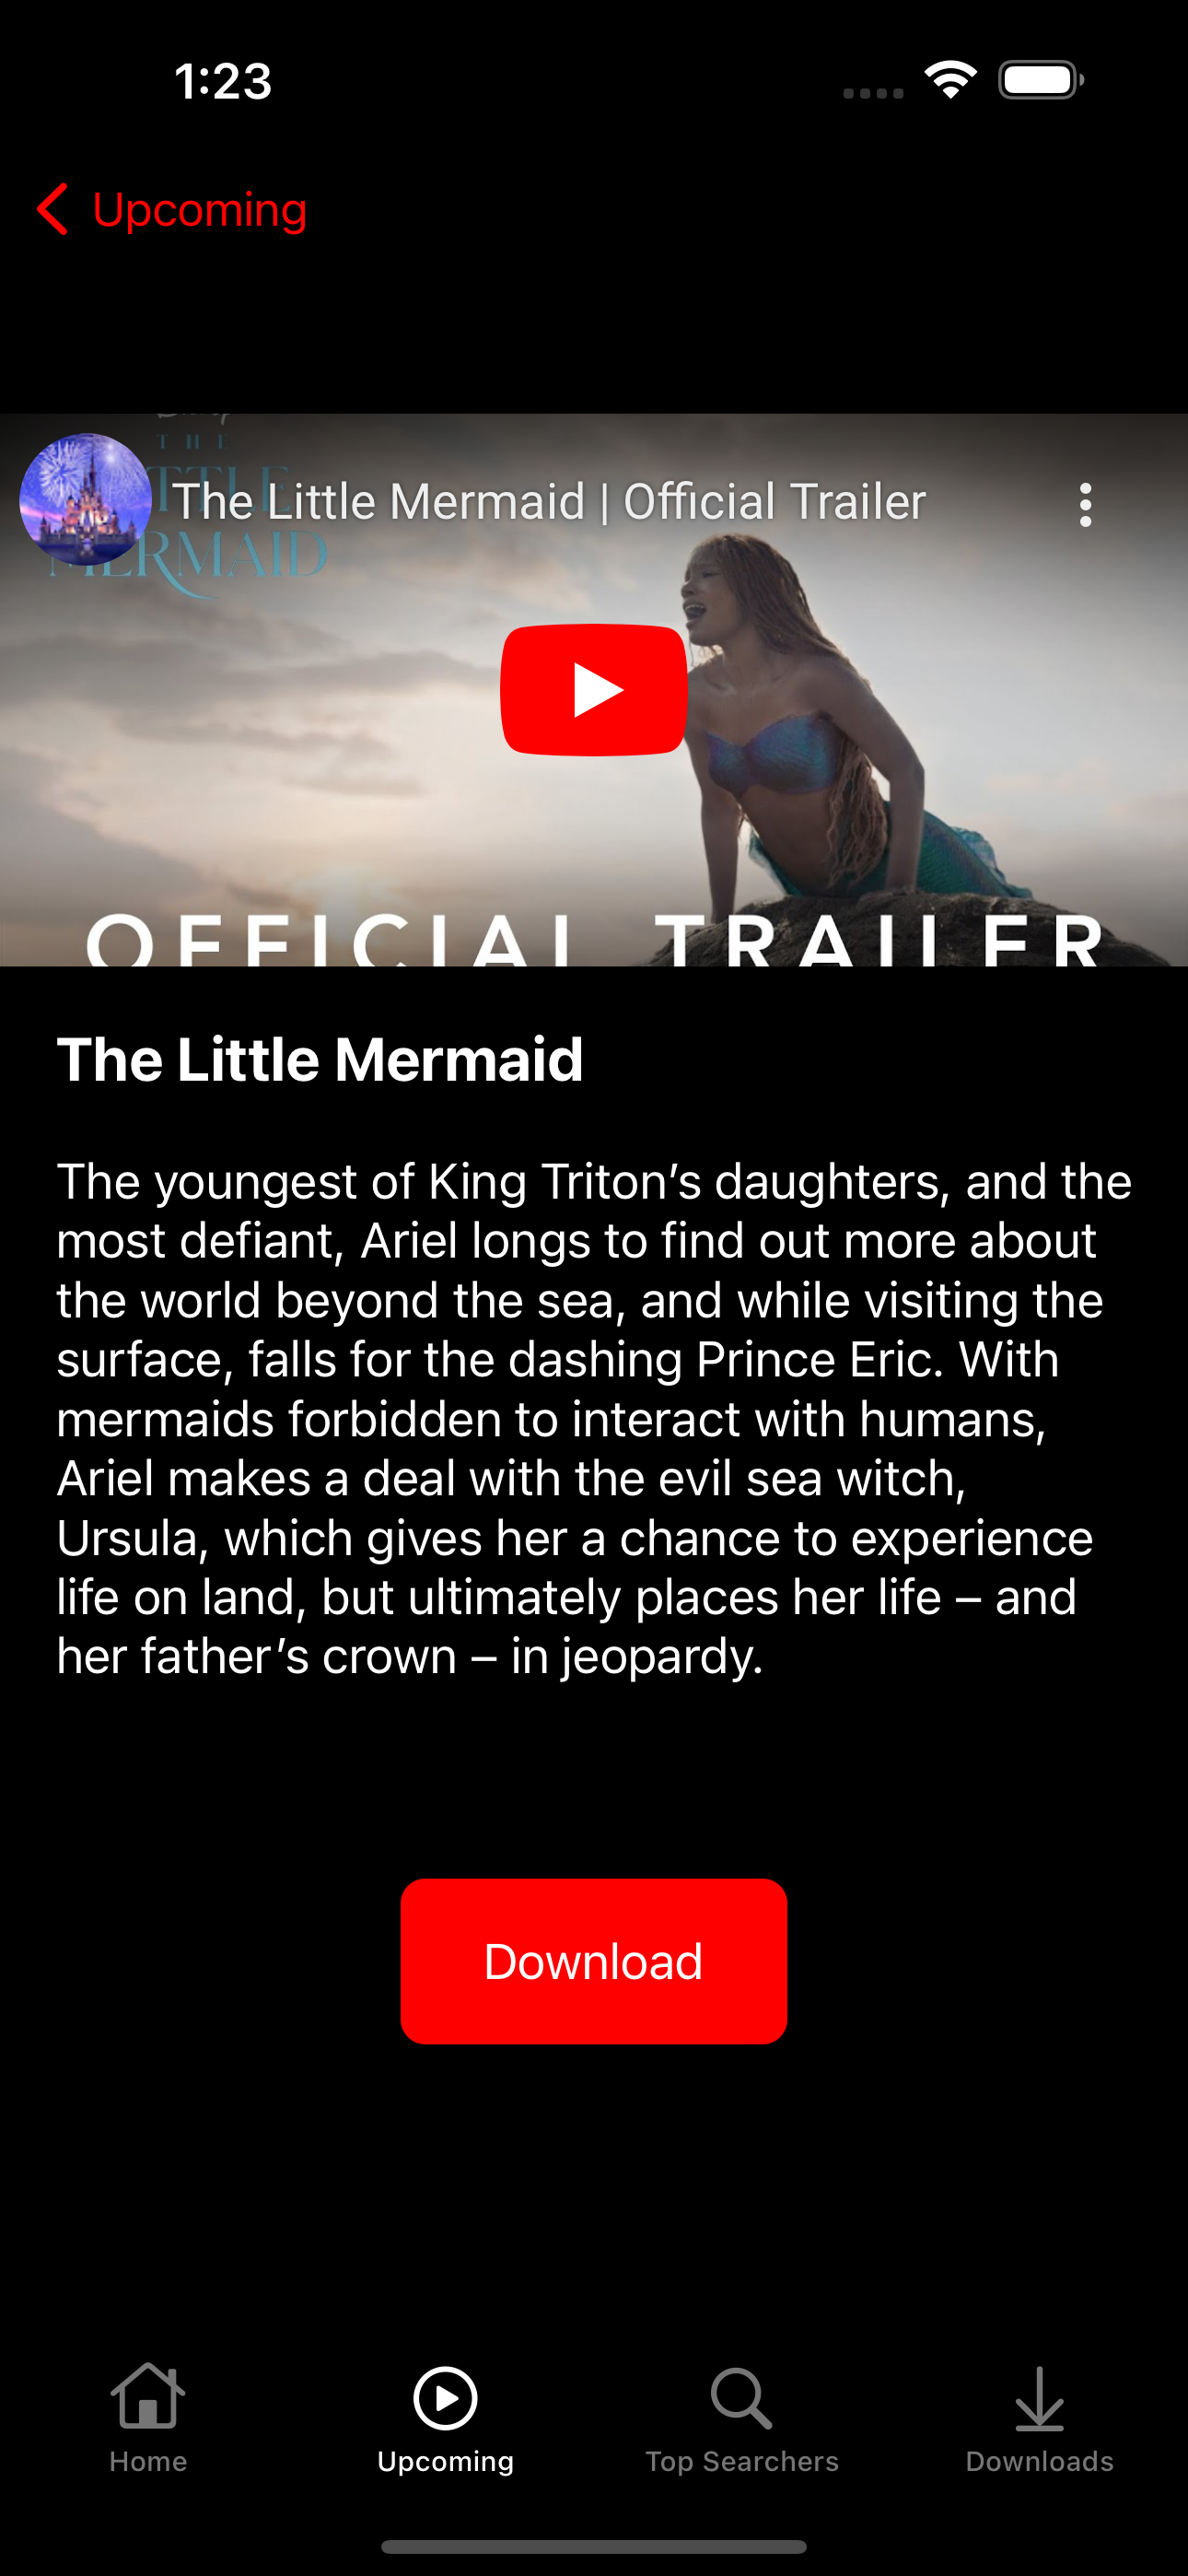 1:23
Upcoming
THE
The Little Mermaid | Official Trailer
OFFICIAL TRAILER
The Little Mermaid
The youngest of King Triton’s daughters, and the
most defiant, Ariel longs to find out more about
the world beyond the sea, and while visiting the
surface, falls for the dashing Prince Eric. With
mermaids forbidden to interact with humans,
Ariel makes a deal with the evil sea witch,
Ursula, which gives her a chance to experience
life on land, but ultimately places her life – and
her father’s crown – in jeopardy.
Download
Home
Upcoming
Top Searchers
Downloads